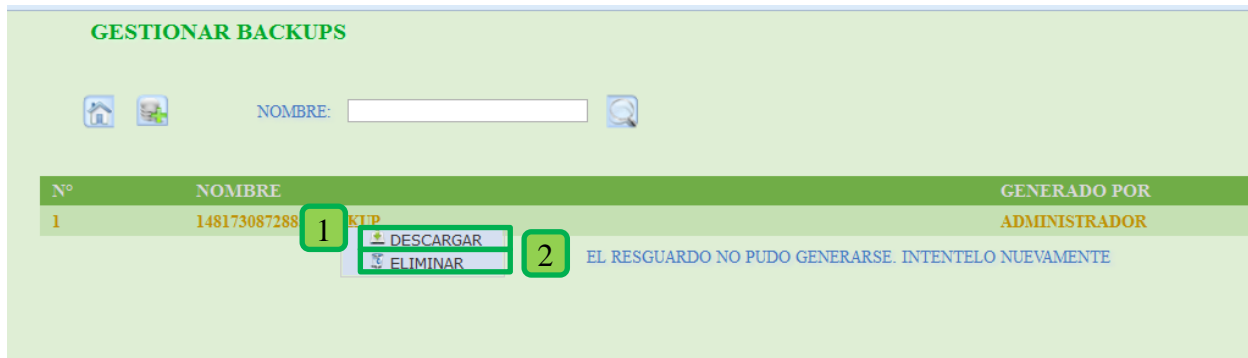 GESTIONAR BACKUPS
NOMBRE:
N° NOMBRE GENERADO POR
1 148173087288 KUP ADMINISTRADOR
1 DESCARGAR
ELIMINAR 2 EL RESGUARDO NO PUDO GENERARSE. INTENTELO NUEVAMENTE